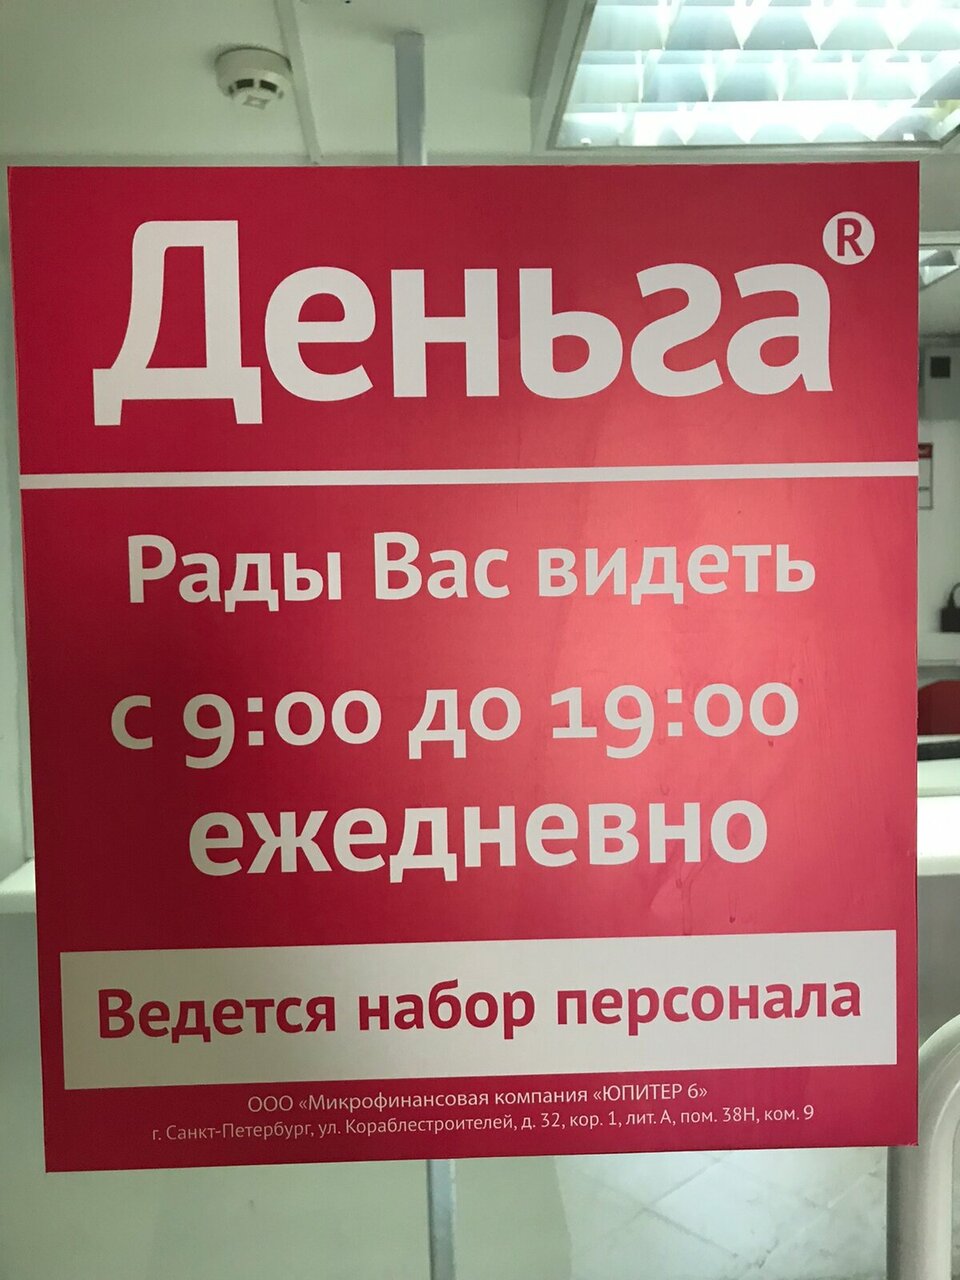 Деньга®
Рады Вас видеть
с 9:00 до 19:00
ежедневно
Ведется набор персонала
ООО «Микрофинансовая компания «ЮПИТЕР 6»
г. Санкт-Петербург, ул. Кораблестроителей, д. 32, кор. 1, лит. А, пом. 38Н, ком. 9